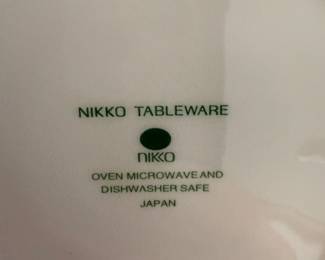 NIKKO TABLEWARE
nikko
OVEN MICROWAVE AND
DISHWASHER SAFE
JAPAN